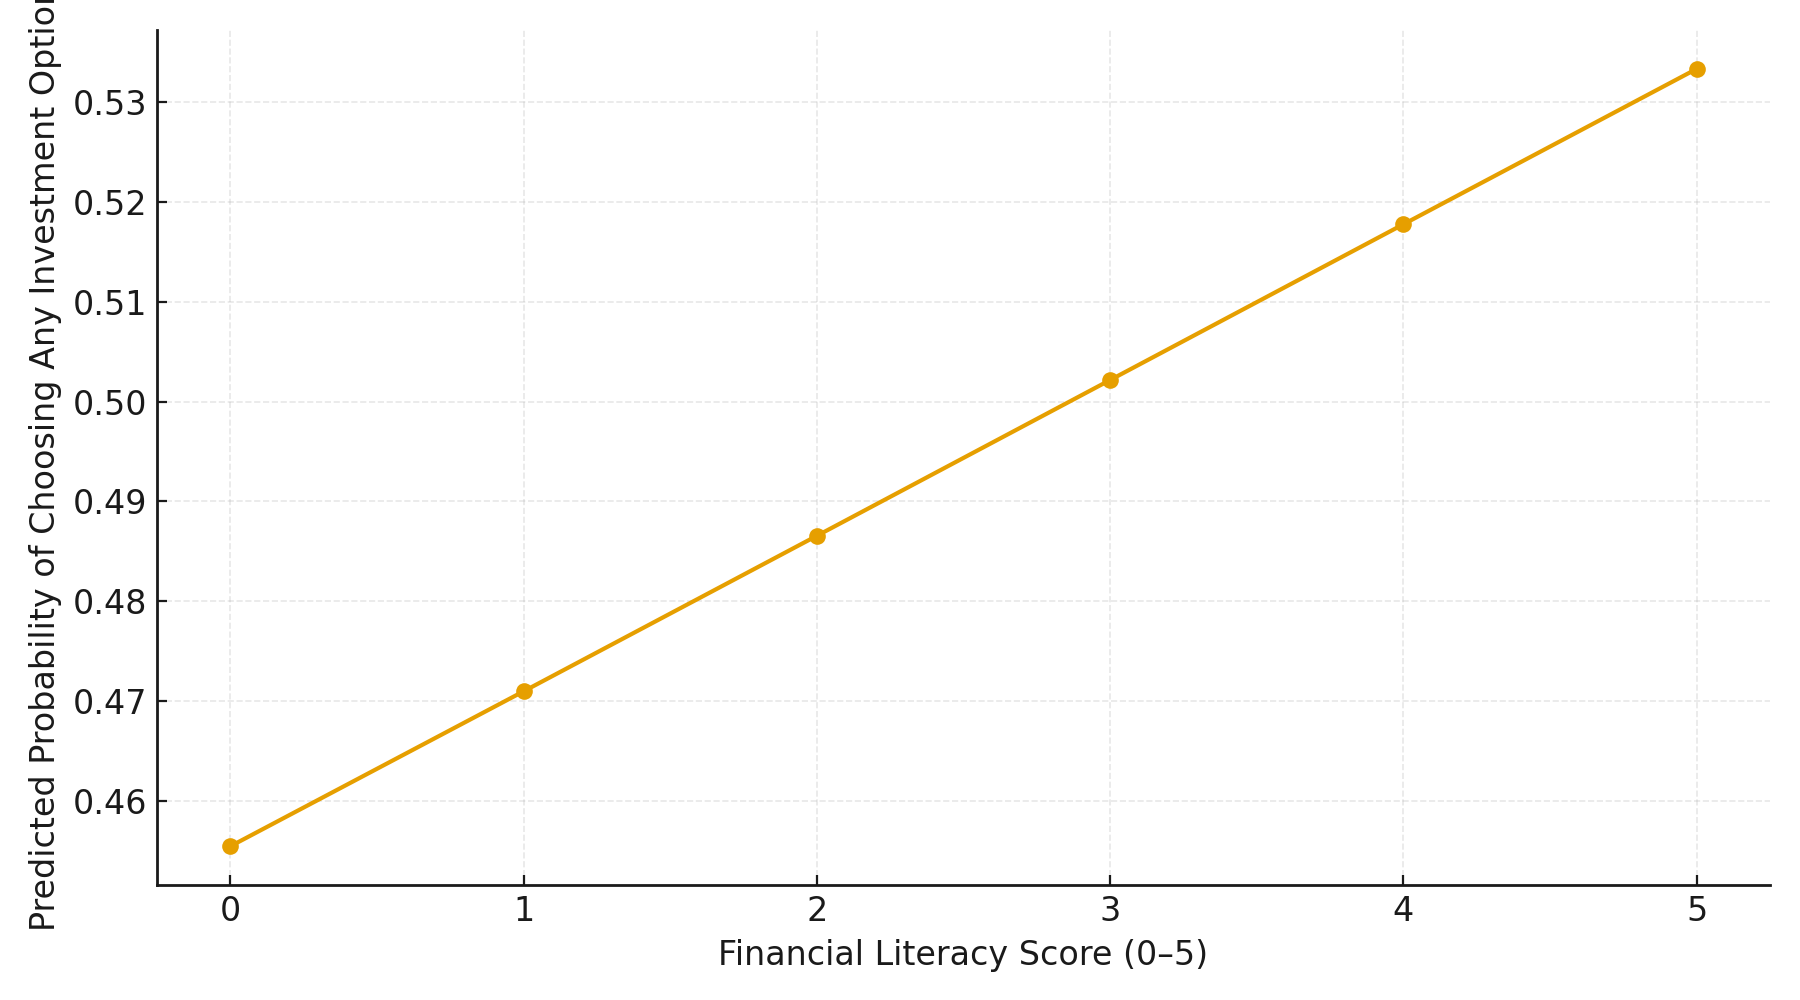 Predicted Probability of Choosing Any Investment Option
0.53
0.52
0.51
0.50
0.49
0.48
0.47
0.46
0 1 2 3 4 5
Financial Literacy Score (0–5)